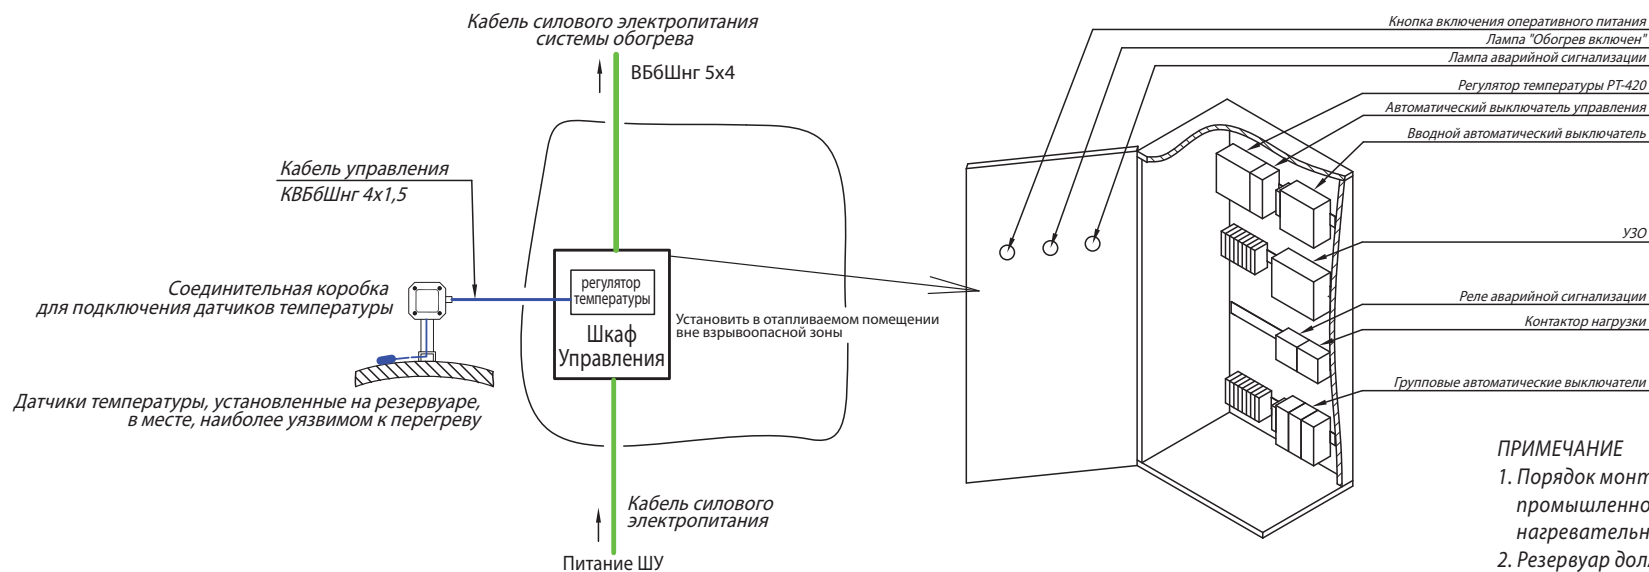 Кабель силового электропитания
системы обогрева
ВБбШнг 5х4
Кабель управления
КВБбШнг 4х1,5
Соединительная коробка
для подключения датчиков температуры
регулятор
температуры
Шкаф
Управления
Установить в отапливаемом помещении
вне взрывоопасной зоны
Датчики температуры, установленные на резервуаре,
в месте, наиболее уязвимом к перегреву
Кабель силового
электропитания
Питание ШУ
Кнопка включения оперативного питания
Лампа "Обогрев включен"
Лампа аварийной сигнализации
Регулятор температуры РТ-420
Автоматический выключатель управления
Вводной автоматический выключатель
УЗО
Реле аварийной сигнализации
Контактор нагрузки
Групповые автоматические выключатели
ПРИМЕЧАНИЕ
1. Порядок
промышленно
нагревательн
2. Резервуар